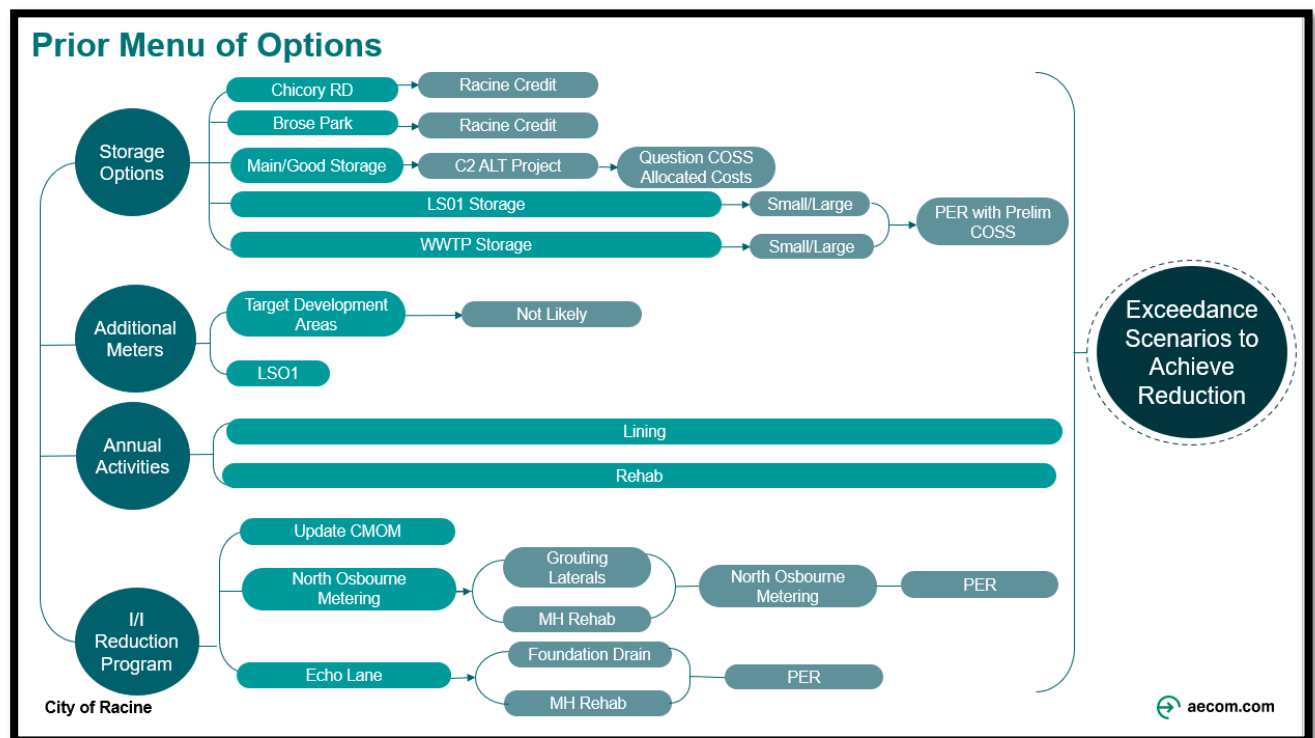 Prior Menu of Options
Storage
Options
Chicory RD
Racine Credit
Brose Park
Racine Credit
Main/Good Storage
C2 ALT Project
Question COSS
Allocated Costs
LS01 Storage
Small/Large
WWTP Storage
Small/Large
PER with Prelim
COSS
Additional
Meters
Target Development
Areas
Not Likely
LSO1
Annual
Activities
Lining
Rehab
I/I
Reduction
Program
Update CMOM
North Osbourne
Metering
Grouting
Laterals
MH Rehab
North Osbourne
Metering
PER
Echo Lane
Foundation Drain
MH Rehab
PER
Exceedance
Scenarios to
Achieve
Reduction
City of Racine
aecom.com